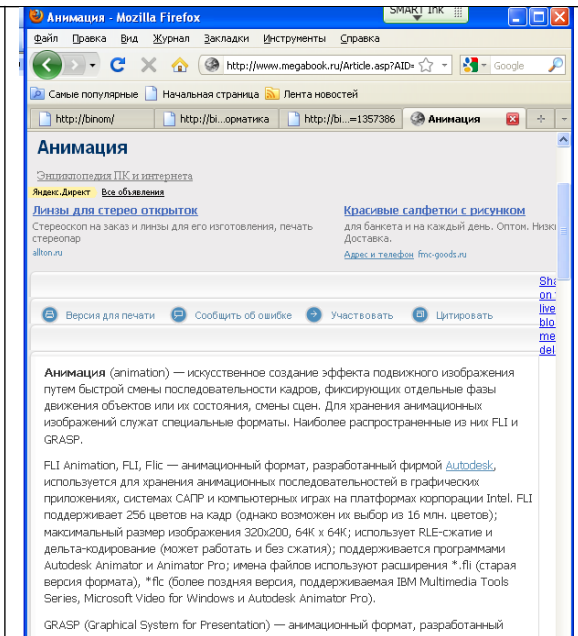 Анимация - Mozilla Firefox
SMART Ink
Файл Правка Вид Журнал Закладки Инструменты Справка
http://www.megabook.ru/Article.asp?AID=
Google
Самые популярные Начальная страница Лента новостей
http://binom/ http://bi...орматика http://bi...=1357386 Анимация
Анимация
Энциклопедия ПК и интернета
Яндекс.Директ Все объявления
Линзы для стерео открыток Красивые салфетки с рисунком
Стереоскоп на заказ и линзы для его изготовления, печать для банкета и на каждый день. Оптом. Низк
стереопар Доставка.
allton.ru Адрес и телефон fmc-goods.ru
Sha
on
live
blo
me
del
Версия для печати Сообщить об ошибке Участвовать Цитировать
Анимация (animation) — искусственное создание эффекта подвижного изображения
путем быстрой смены последовательности кадров, фиксирующих отдельные фазы
движения объектов или их состояния, смены сцен. Для хранения анимационных
изображений служат специальные форматы. Наиболее распространенные из них FLI и
GRASP.
FLI Animation, FLI, Flic — анимационный формат, разработанный фирмой Autodesk,
используется для хранения анимационных последовательностей в графических
приложениях, системах САПР и компьютерных играх на платформах корпорации Intel. FLI
поддерживает 256 цветов на кадр (однако возможен их выбор из 16 млн. цветов);
максимальный размер изображения 320x200, 64K x 64K; использует RLE-сжатие и
дельта-кодирование (может работать и без сжатия); поддерживается программами
Autodesk Animator и Animator Pro; имена файлов используют расширения *.fli (старая
версия формата), *flc (более поздняя версия, поддерживаемая IBM Multimedia Tools
Series, Microsoft Video for Windows и Autodesk Animator Pro).
GRASP (Graphical System for Presentation) — анимационный формат, разработанный